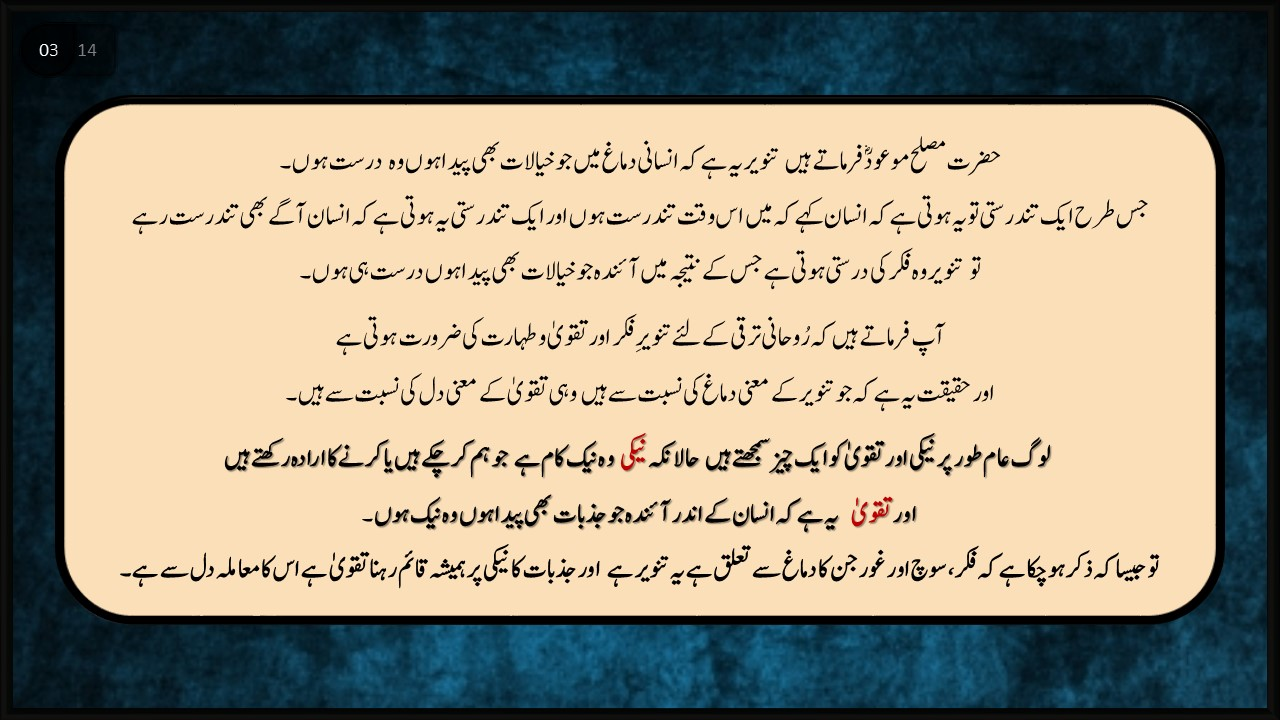 03 14
حضرت مصلح موعودؓ فرماتے ہیں تنویر یہ ہے کہ انسانی دماغ میں جو خیالات بھی پیدا ہوں وہ درست ہوں۔
جس طرح ایک تندرستی تو یہ ہوتی ہے کہ انسان کہے کہ میں اس وقت تندرست ہوں اور ایک تندرستی یہ ہوتی ہے کہ انسان آگے بھی تندرست رہے
تو تنویر وہ فکر کی درستی ہوتی ہے جس کے نتیجہ میں آئندہ جو خیالات بھی پیدا ہوں درست ہی ہوں۔
آپ فرماتے ہیں کہ رُوحانی ترقی کے لئے تنویرِ فکر اور تقویٰ و طہارت کی ضرورت ہوتی ہے
اور حقیقت یہ ہے کہ جو تنویر کے معنی دماغ کی نسبت سے ہیں وہی تقویٰ کے معنی دل کی نسبت سے ہیں۔
لوگ عام طور پر نیکی اور تقویٰ کو ایک چیز سمجھتے ہیں حالانکہ نیکی وہ نیک کام ہے جو ہم کر چکے ہیں یا کرنے کا ارادہ رکھتے ہیں
اور تقویٰ یہ ہے کہ انسان کے اندر آئندہ جو جذبات بھی پیدا ہوں وہ نیک ہوں۔
تو جیسا کہ ذکر ہو چکا ہے کہ فکر، سوچ اور غور جن کا دماغ سے تعلق ہے یہ تنویر ہے اور جذبات کا نیکی پر ہمیشہ قائم رہنا تقویٰ ہے اس کا معاملہ دل سے ہے۔